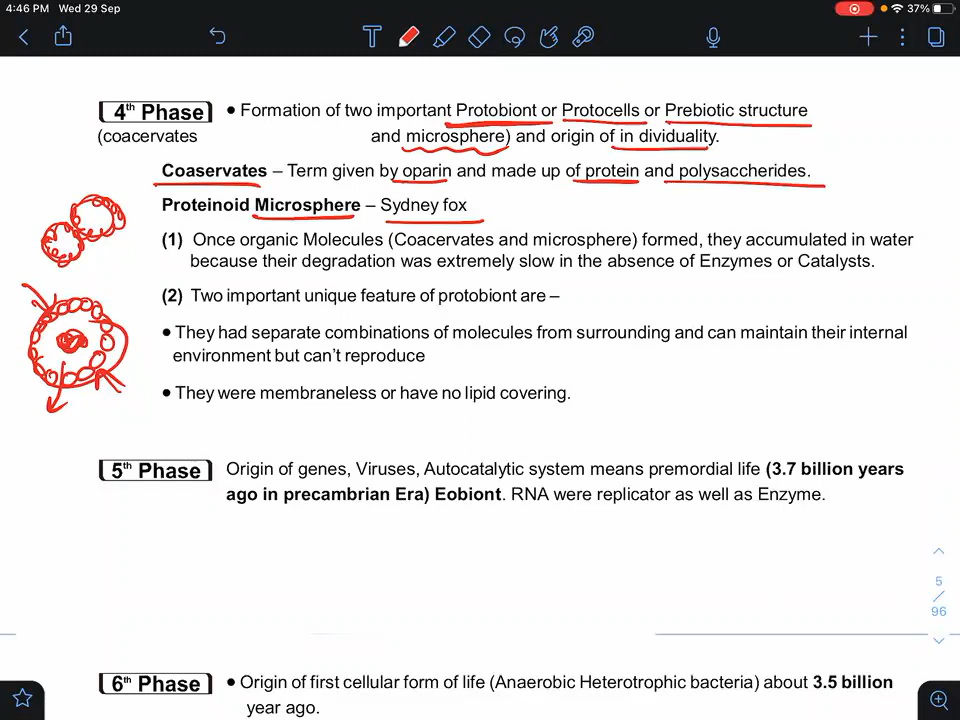 4:46 PM Wed 29 Sep
37%
4th Phase • Formation of two important Protobiont or Protocells or Prebiotic structure
(coacervates and microsphere) and origin of in dividuality.
Coaservates – Term given by oparin and made up of protein and polysaccherides.
Proteinoid Microsphere – Sydney fox
(1) Once organic Molecules (Coacervates and microsphere) formed, they accumulated in water
because their degradation was extremely slow in the absence of Enzymes or Catalysts.
(2) Two important unique feature of protobiont are –
• They had separate combinations of molecules from surrounding and can maintain their internal
environment but can't reproduce
• They were membraneless or have no lipid covering.
5th Phase Origin of genes, Viruses, Autocatalytic system means premordial life (3.7 billion years
ago in precambrian Era) Eobiont. RNA were replicator as well as Enzyme.
5
/
96
6th Phase • Origin of first cellular form of life (Anaerobic Heterotrophic bacteria) about 3.5 billion
year ago.